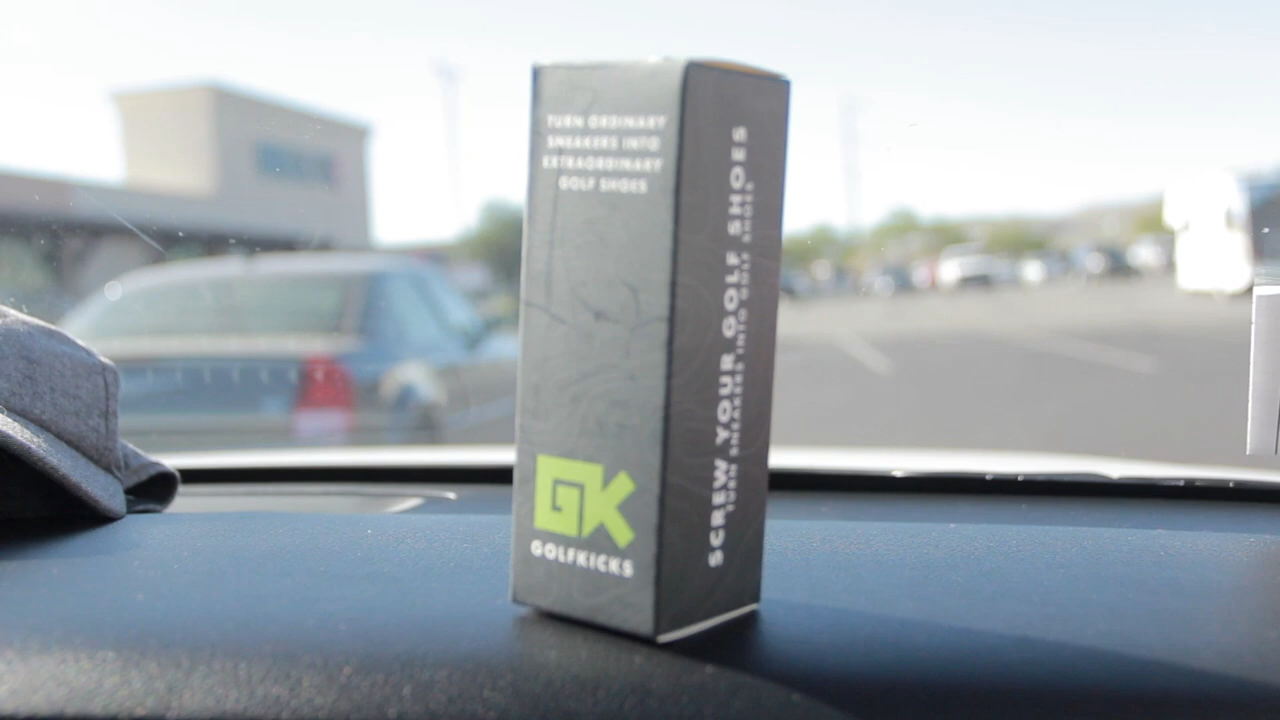 TURN ORDINARY
SNEAKERS INTO
EXTRAORDINARY
GOLF SHOES
GK
GOLFKICKS
SCREW YOUR GOLF SHOES
TURN SNEAKERS INTO GOLF SHOES